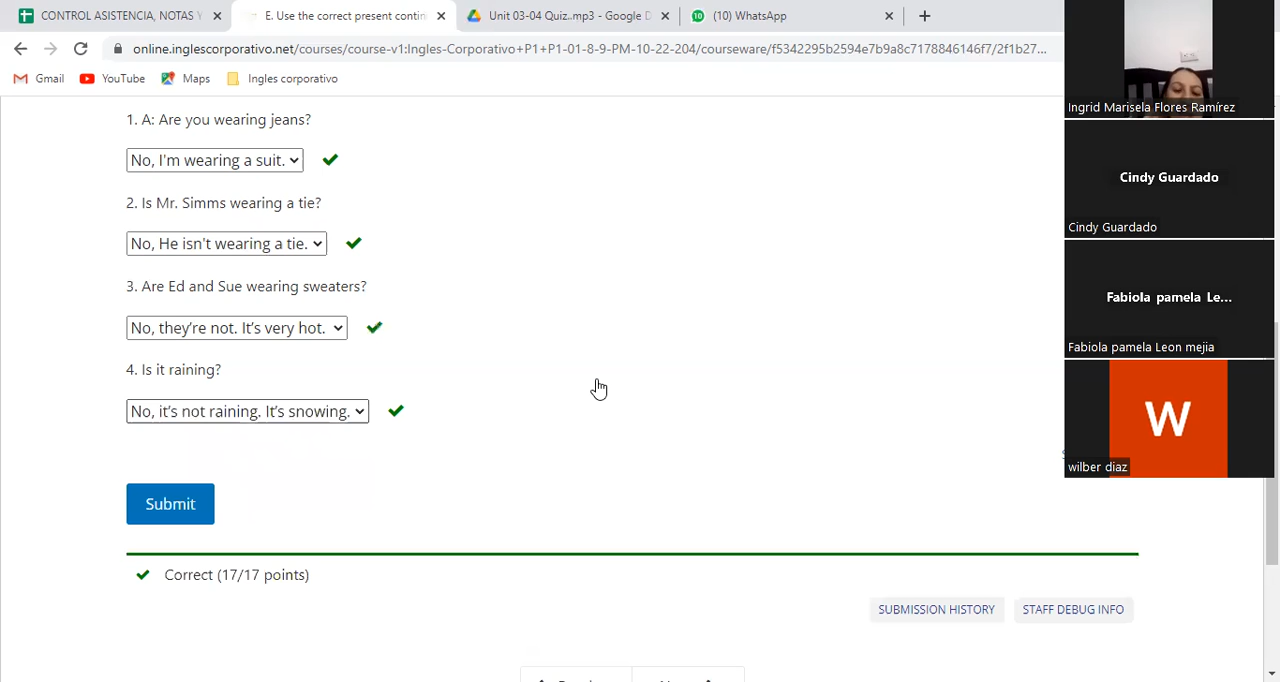 CONTROL ASISTENCIA, NOTAS Y
E. Use the correct present contin
Unit 03-04 Quiz..mp3 - Google D
(10) WhatsApp
online.inglescorporativo.net/courses/course-v1:Ingles-Corporativo+P1+P1-01-8-9-PM-10-22-204/courseware/f5342295b2594e7b9a8c7178846146f7/2f1b27...
Gmail
YouTube
Maps
Ingles corporativo
1. A: Are you wearing jeans?
No, I'm wearing a suit.
2. Is Mr. Simms wearing a tie?
No, He isn't wearing a tie.
3. Are Ed and Sue wearing sweaters?
No, they're not. It's very hot.
4. Is it raining?
No, it's not raining. It's snowing.
Submit
Correct (17/17 points)
SUBMISSION HISTORY
STAFF DEBUG INFO
Ingrid Marisela Flores Ramírez
Cindy Guardado
Cindy Guardado
Fabiola pamela Le...
Fabiola pamela Leon mejia
W
wilber diaz